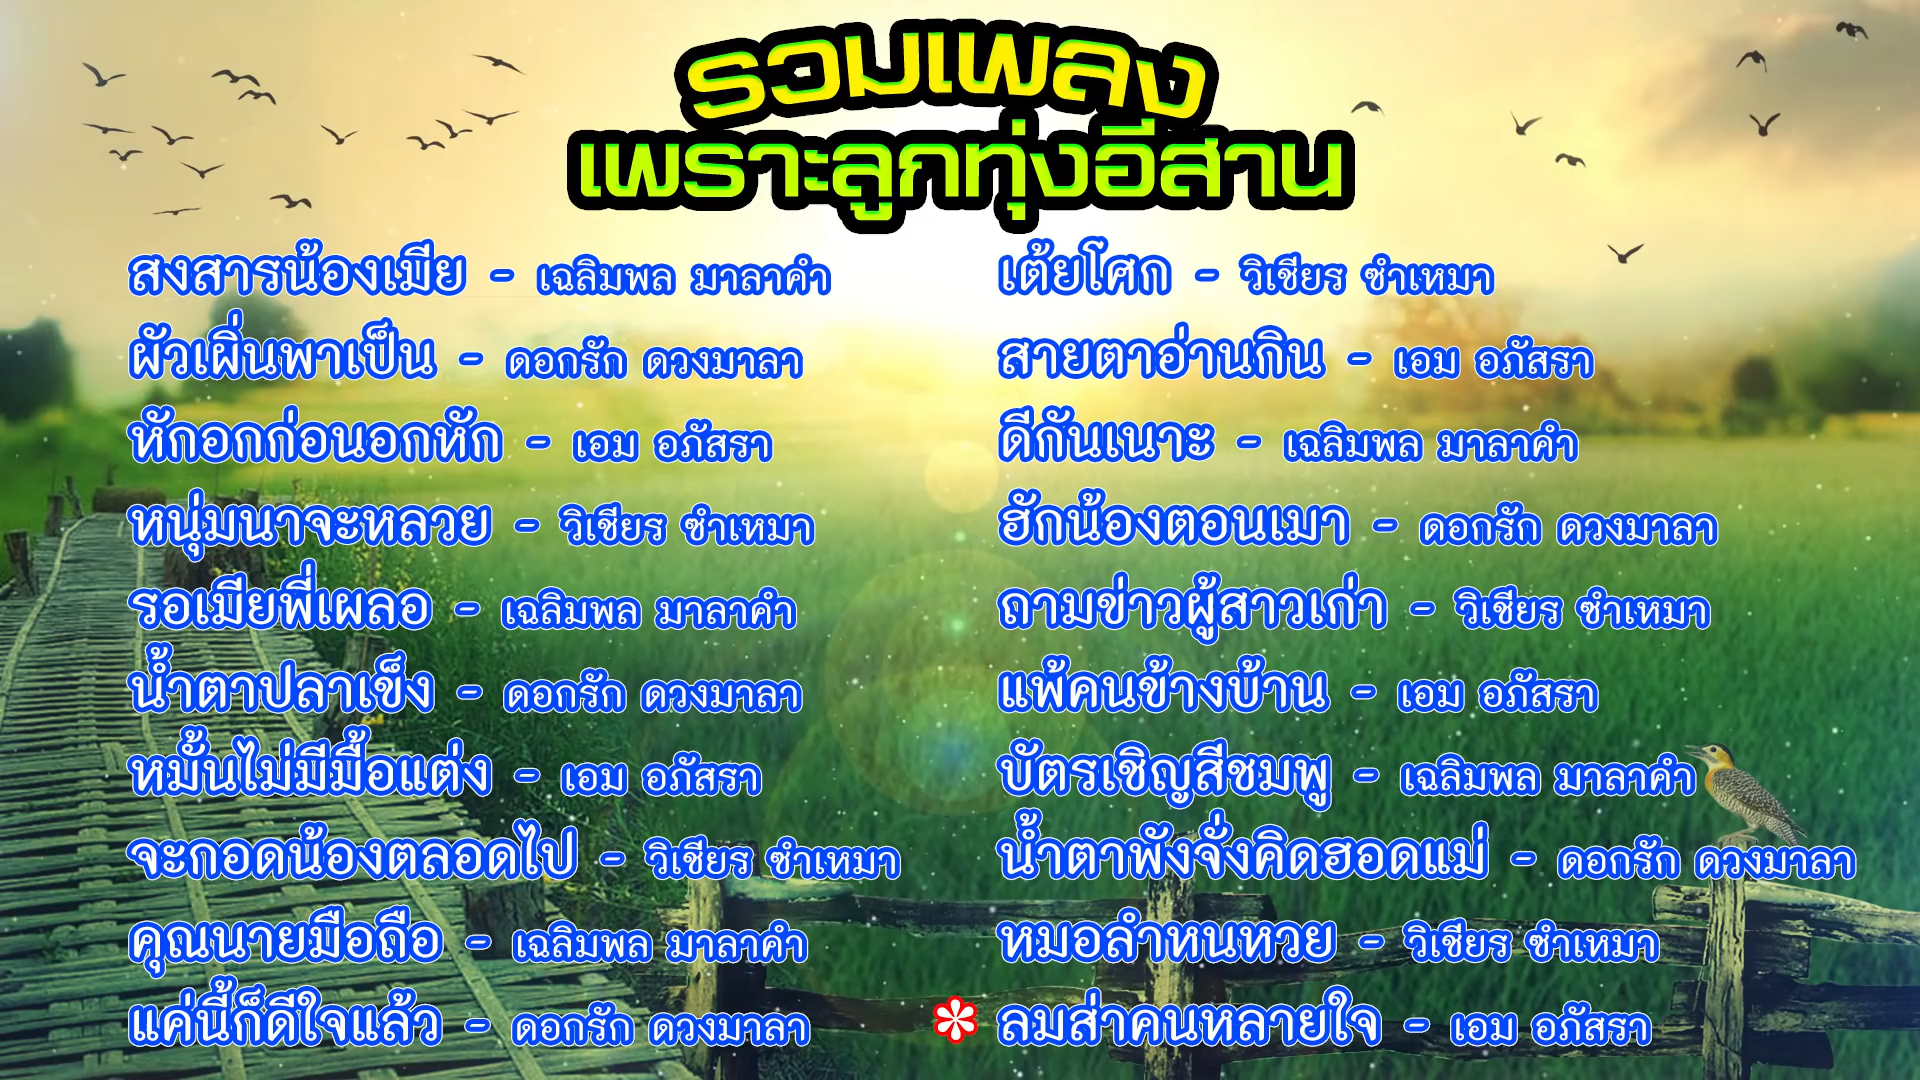 รวมเพลง
เพราะลูกทุ่งอีสาน
สงสารน้องเมีย - เฉลิมพล มาลาคำ
ผัวเผิ่นพาเป็น - ดอกรัก ดวงมาลา
หักอกก่อนอกหัก - เอม อภัสรา
หนุ่มนาจะหลวย - วิเชียร ซำเหมา
รอเมียพี่เผลอ - เฉลิมพล มาลาคำ
น้ำตาปลาเข็ง - ดอกรัก ดวงมาลา
หมั้นไม่มีมื้อแต่ง - เอม อภัสรา
จะกอดน้องตลอดไป - วิเชียร ซำเหมา
คุณนายมือถือ - เฉลิมพล มาลาคำ
แค่นี้ก็ดีใจแล้ว - ดอกรัก ดวงมาลา
เต้ยโศก - วิเชียร ซำเหมา
สายตาอ่านกิน - เอม อภัสรา
ดีกันเนาะ - เฉลิมพล มาลาคำ
ฮักน้องตอนเมา - ดอกรัก ดวงมาลา
ถามข่าวผู้สาวเก่า - วิเชียร ซำเหมา
แพ้คนข้างบ้าน - เอม อภัสรา
บัตรเชิญสีชมพู - เฉลิมพล มาลาคำ
น้ำตาพังจั่งคิดฮอดแม่ - ดอกรัก ดวงมาลา
หมอลำหนหวย - วิเชียร ซำเหมา
* ลมส่าคนหลายใจ - เอม อภัสรา